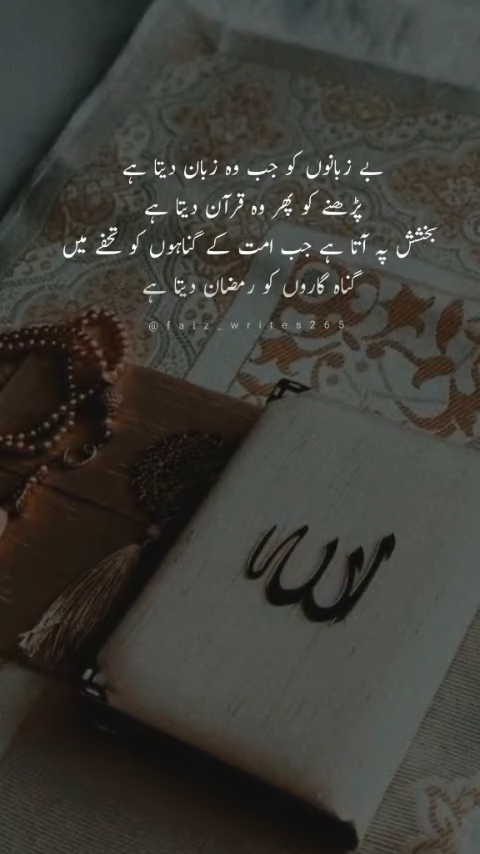 بے زبانوں کو جب وہ زبان دیتا ہے
پڑھنے کو پھر وہ قرآن دیتا ہے
بخشش پہ آتا ہے جب امت کے گناہوں کو تحفے میں
گناہ گاروں کو رمضان دیتا ہے
@faiz_writes265
الله